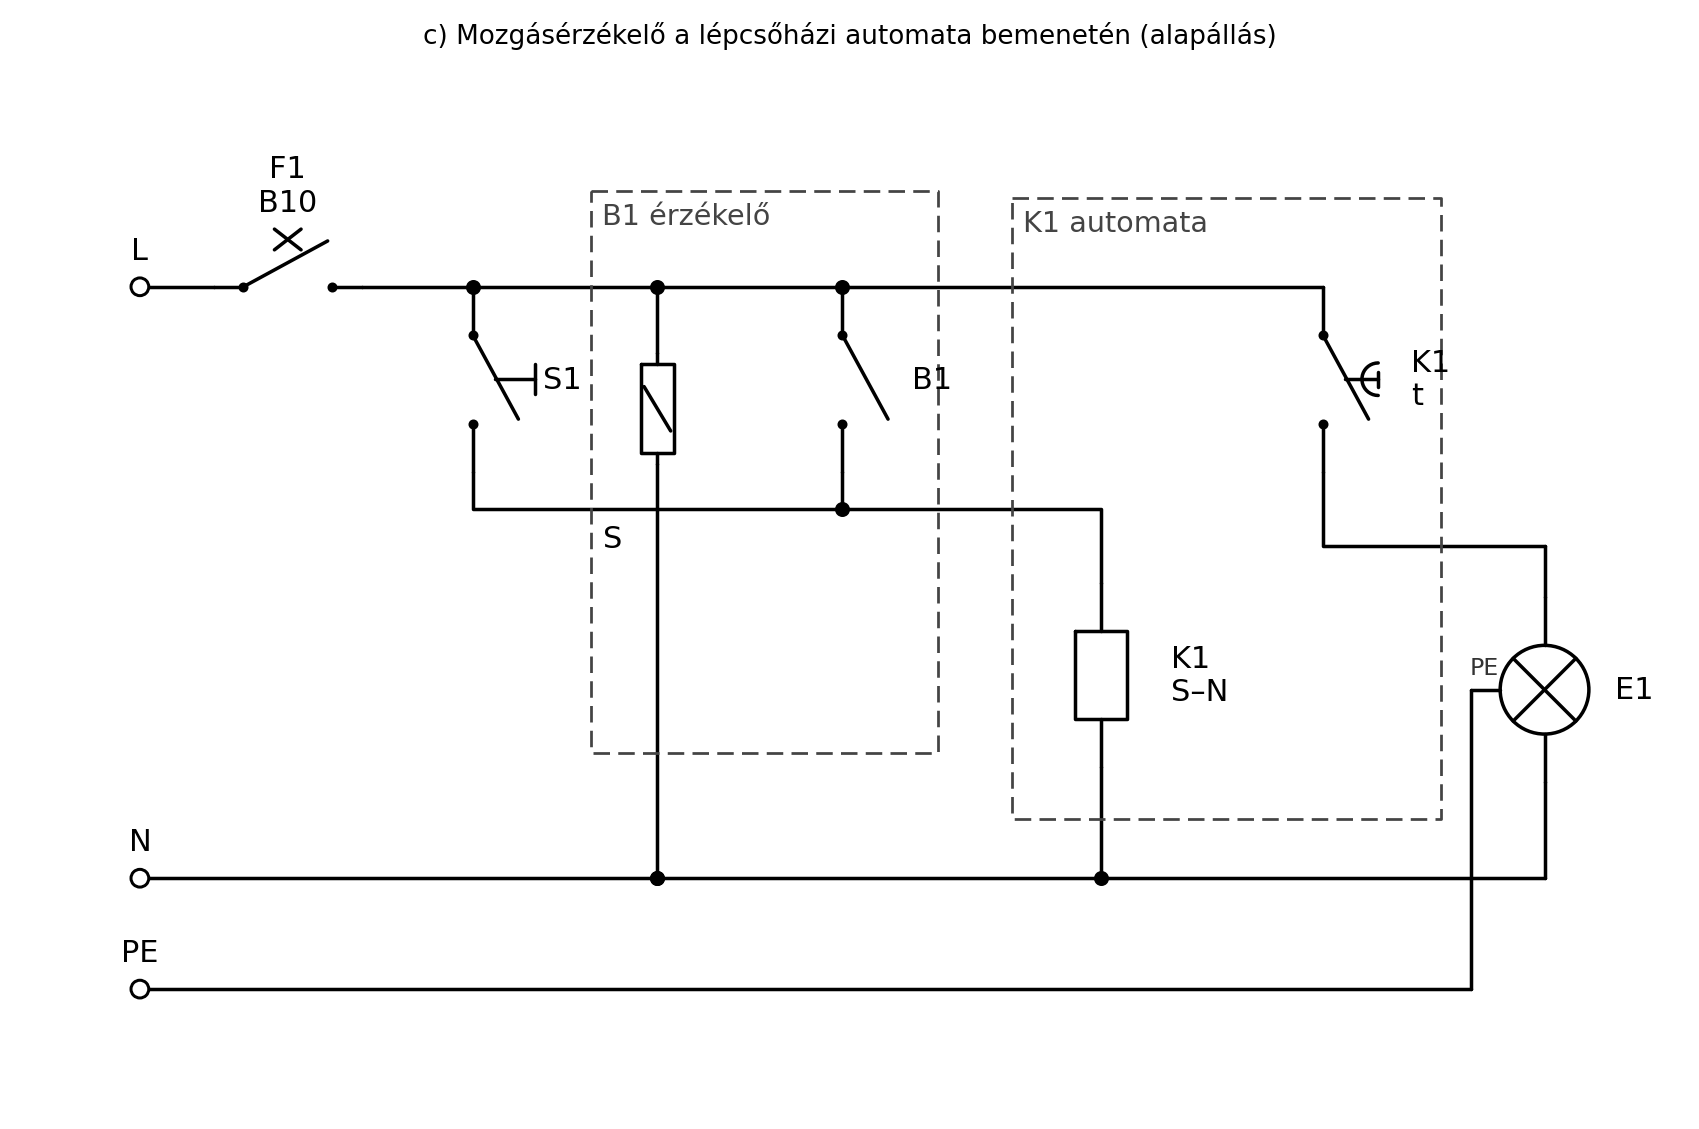 c) Mozgásérzékelő a lépcsőházi automata bemenetén (alapállás)
F1
B10
L
B1 érzékelő
K1 automata
S1
B1
K1
t
S
K1
S–N
PE
E1
N
PE